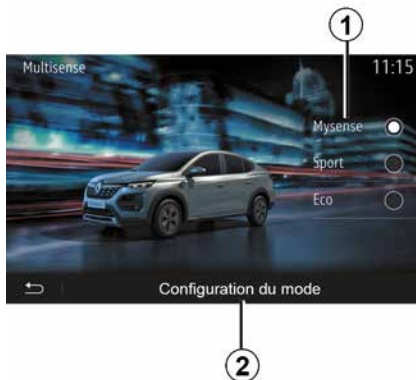 1
Multisense 11:15
Mysense
Sport
Eco
Configuration du mode
2